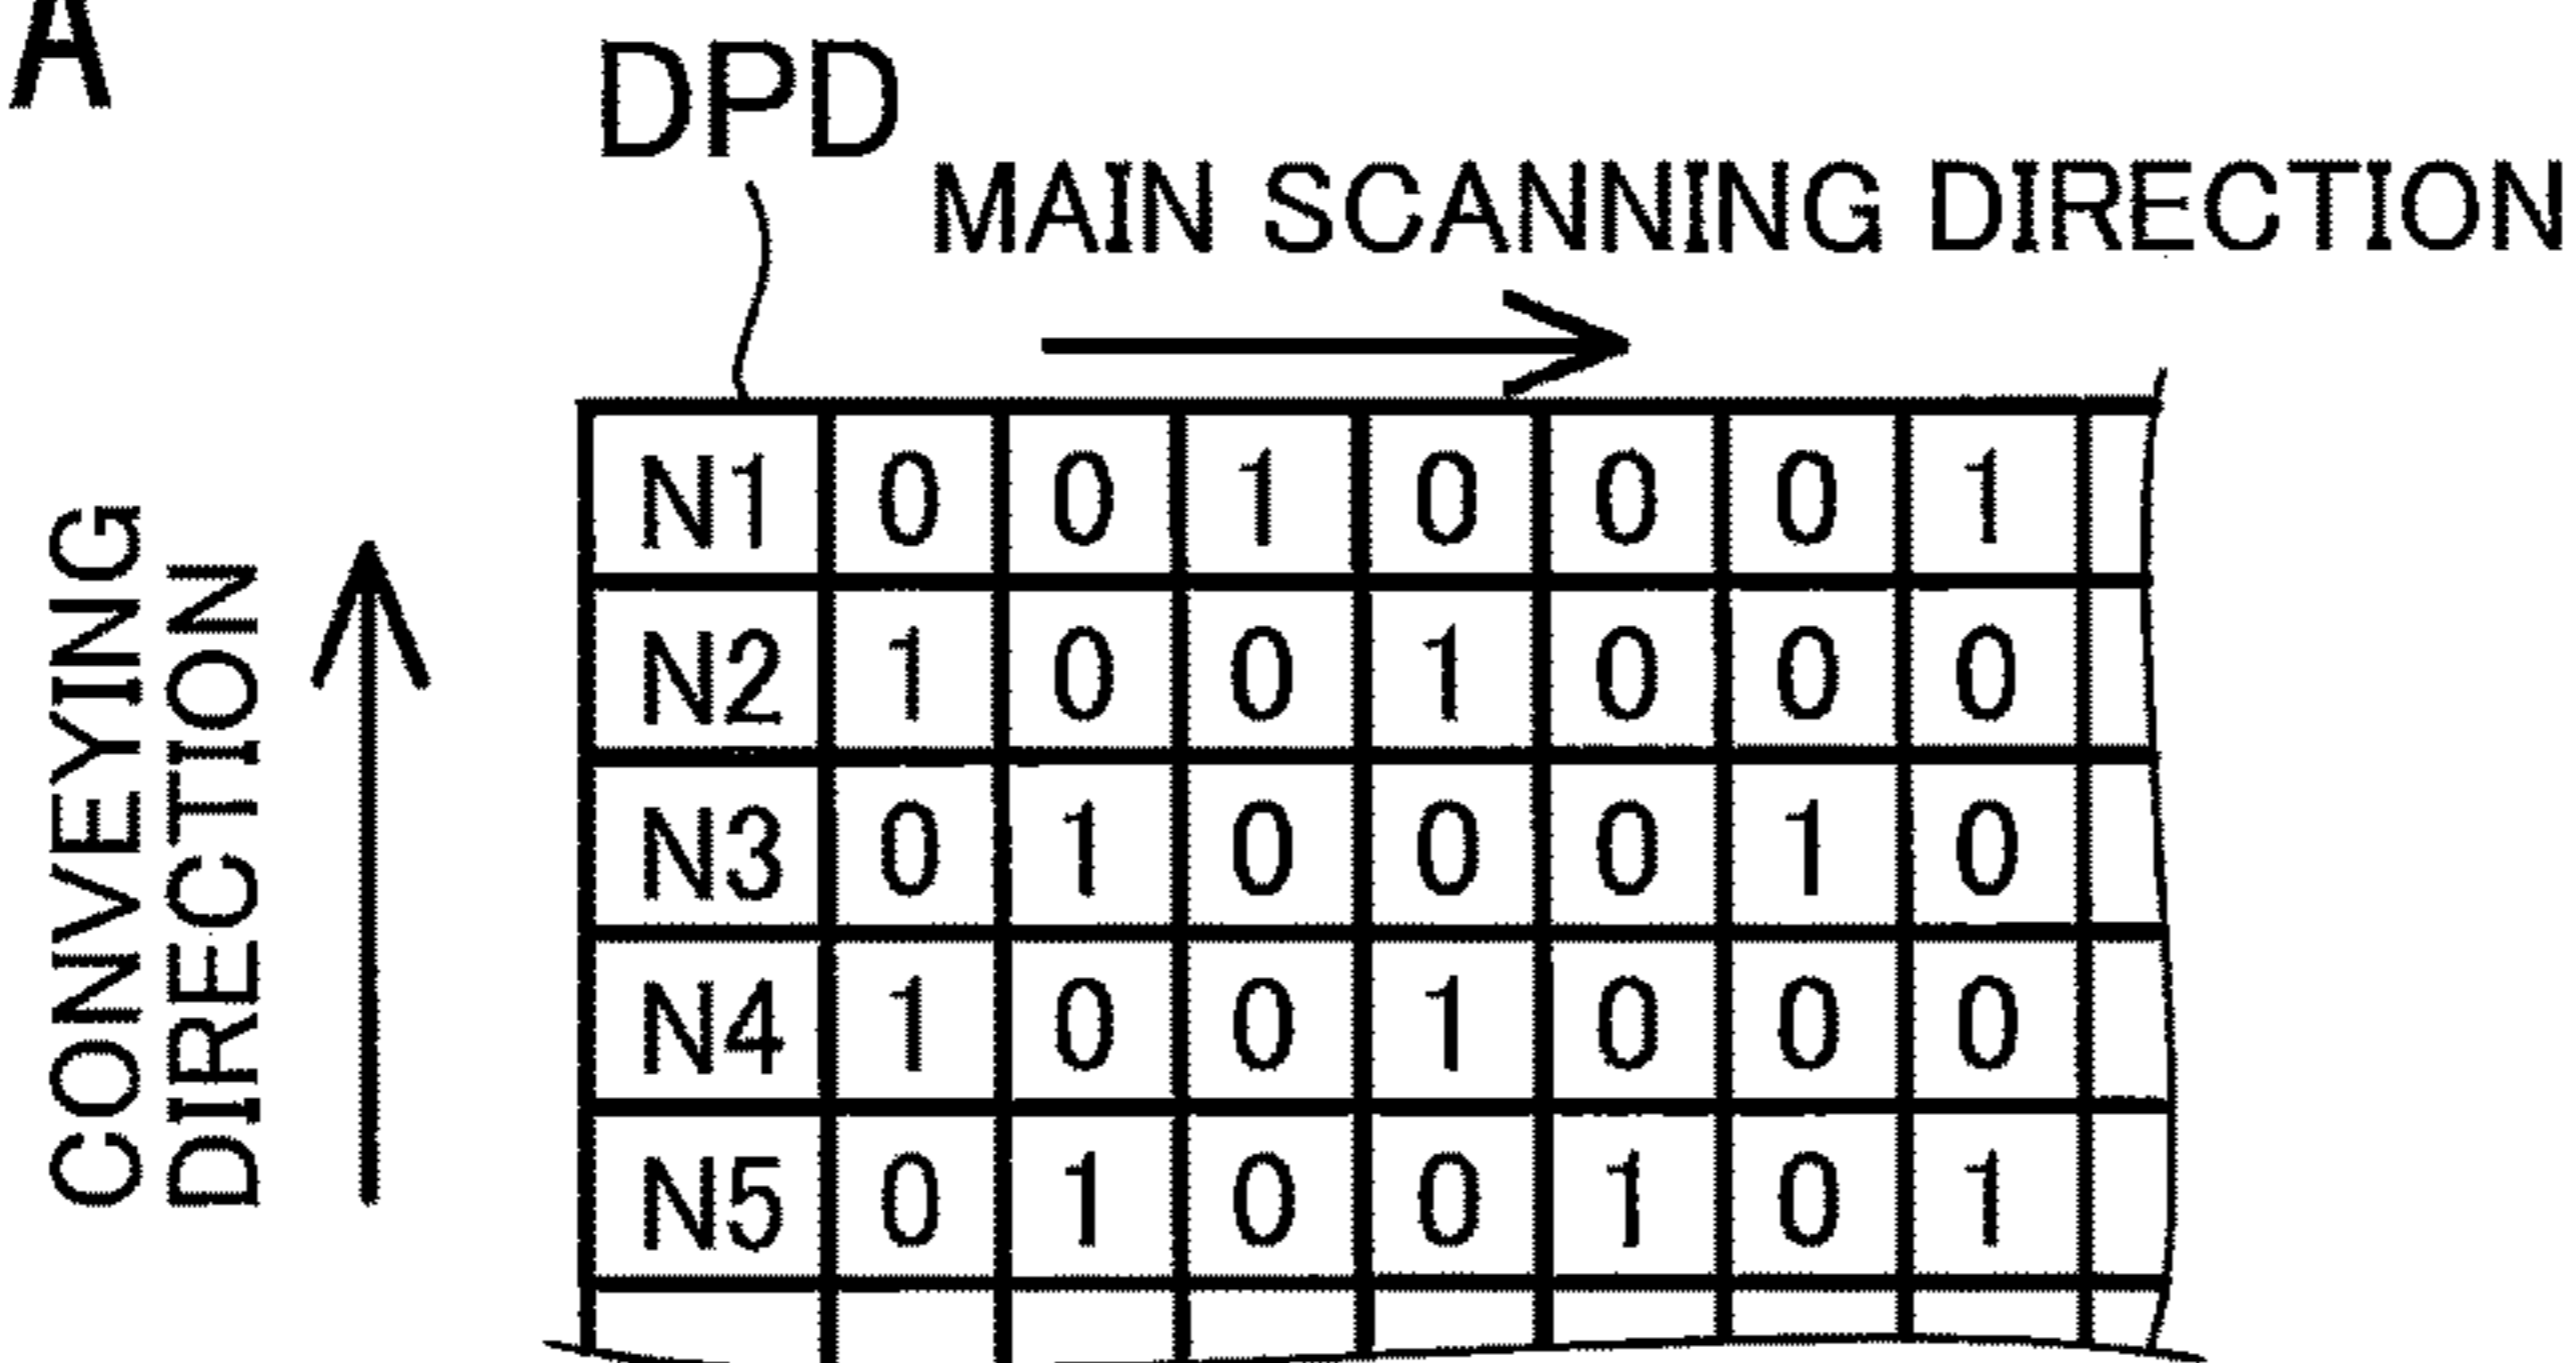 A
DPD
MAIN SCANNING DIRECTION
CONVEYING
DIRECTION
N1 0 0 1 0 0 0 1
N2 1 0 0 1 0 0 0
N3 0 1 0 0 0 1 0
N4 1 0 0 1 0 0 0
N5 0 1 0 0 1 0 1